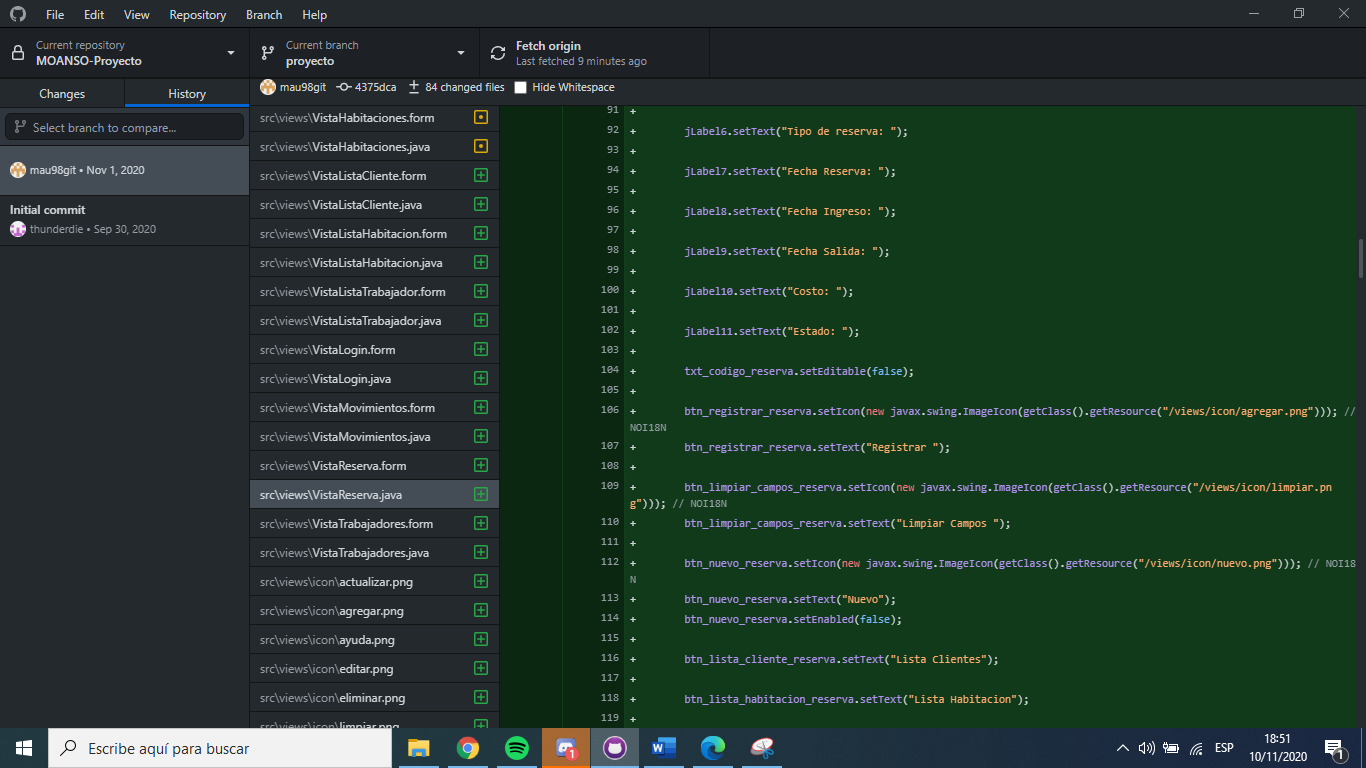 File Edit View Repository Branch Help
Current repository
MOANSO-Proyecto
Current branch
proyecto
Fetch origin
Last fetched 9 minutes ago
Changes
History
Select branch to compare...
mau98git • Nov 1, 2020
Initial commit
thunderdie • Sep 30, 2020
mau98git 4375dca 84 changed files Hide Whitespace
src\views\VistaHabitaciones.form
src\views\VistaHabitaciones.java
src\views\VistaListaCliente.form
src\views\VistaListaCliente.java
src\views\VistaListaHabitacion.form
src\views\VistaListaHabitacion.java
src\views\VistaListaTrabajador.form
src\views\VistaListaTrabajador.java
src\views\VistaLogin.form
src\views\VistaLogin.java
src\views\VistaMovimientos.form
src\views\VistaMovimientos.java
src\views\VistaReserva.form
src\views\VistaReserva.java
src\views\VistaTrabajadores.form
src\views\VistaTrabajadores.java
src\views\icon\actualizar.png
src\views\icon\agregar.png
src\views\icon\ayuda.png
src\views\icon\editar.png
src\views\icon\eliminar.png
src\views\icon\limpiar.png
91 +
92 + jLabel6.setText("Tipo de reserva: ");
93 +
94 + jLabel7.setText("Fecha Reserva: ");
95 +
96 + jLabel8.setText("Fecha Ingreso: ");
97 +
98 + jLabel9.setText("Fecha Salida: ");
99 +
100 + jLabel10.setText("Costo: ");
101 +
102 + jLabel11.setText("Estado: ");
103 +
104 + txt_codigo_reserva.setEditable(false);
105 +
106 + btn_registrar_reserva.setIcon(new javax.swing.ImageIcon(getClass().getResource("/views/icon/agregar.png"))); //
NOI18N
107 + btn_registrar_reserva.setText("Registrar ");
108 +
109 + btn_limpiar_campos_reserva.setIcon(new javax.swing.ImageIcon(getClass().getResource("/views/icon/limpiar.pn
g"))); // NOI18N
110 + btn_limpiar_campos_reserva.setText("Limpiar Campos ");
111 +
112 + btn_nuevo_reserva.setIcon(new javax.swing.ImageIcon(getClass().getResource("/views/icon/nuevo.png"))); // NOI18
N
113 + btn_nuevo_reserva.setText("Nuevo");
114 + btn_nuevo_reserva.setEnabled(false);
115 +
116 + btn_lista_cliente_reserva.setText("Lista Clientes");
117 +
118 + btn_lista_habitacion_reserva.setText("Lista Habitacion");
119 +
Escribe aquí para buscar
1
W
ESP
18:51
10/11/2020
1